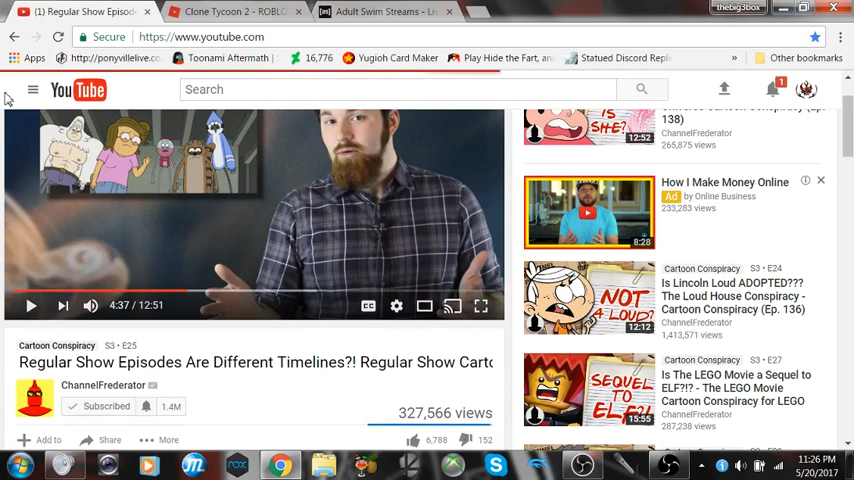 thebig3box
(1) Regular Show Episode
Clone Tycoon 2 - ROBLO
[as] Adult Swim Streams - Li
Secure https://www.youtube.com
Apps
http://ponyvillelive.co
Toonami Aftermath
16,776
Yugioh Card Maker
Play Hide the Fart, an
Statued Discord Repli
» Other bookmarks
YouTube
Search
1
138)
ChannelFrederator
265,875 views
IS SHE?
12:52
How I Make Money Online
Ad by Online Business
233,283 views
8:28
Cartoon Conspiracy S3 • E24
Is Lincoln Loud ADOPTED???
The Loud House Conspiracy -
Cartoon Conspiracy (Ep. 136)
ChannelFrederator
1,413,571 views
NOT A LOUD?
12:12
Cartoon Conspiracy S3 • E27
Is The LEGO Movie a Sequel to
ELF?!? - The LEGO Movie
Cartoon Conspiracy for LEGO
ChannelFrederator
287,238 views
SEQUEL TO ELF?!
15:55
4:37 / 12:51
CC
Cartoon Conspiracy S3 • E25
Regular Show Episodes Are Different Timelines?! Regular Show Carto
ChannelFrederator
Subscribed 1.4M
327,566 views
Add to Share More
6,788 152
11:26 PM
5/20/2017